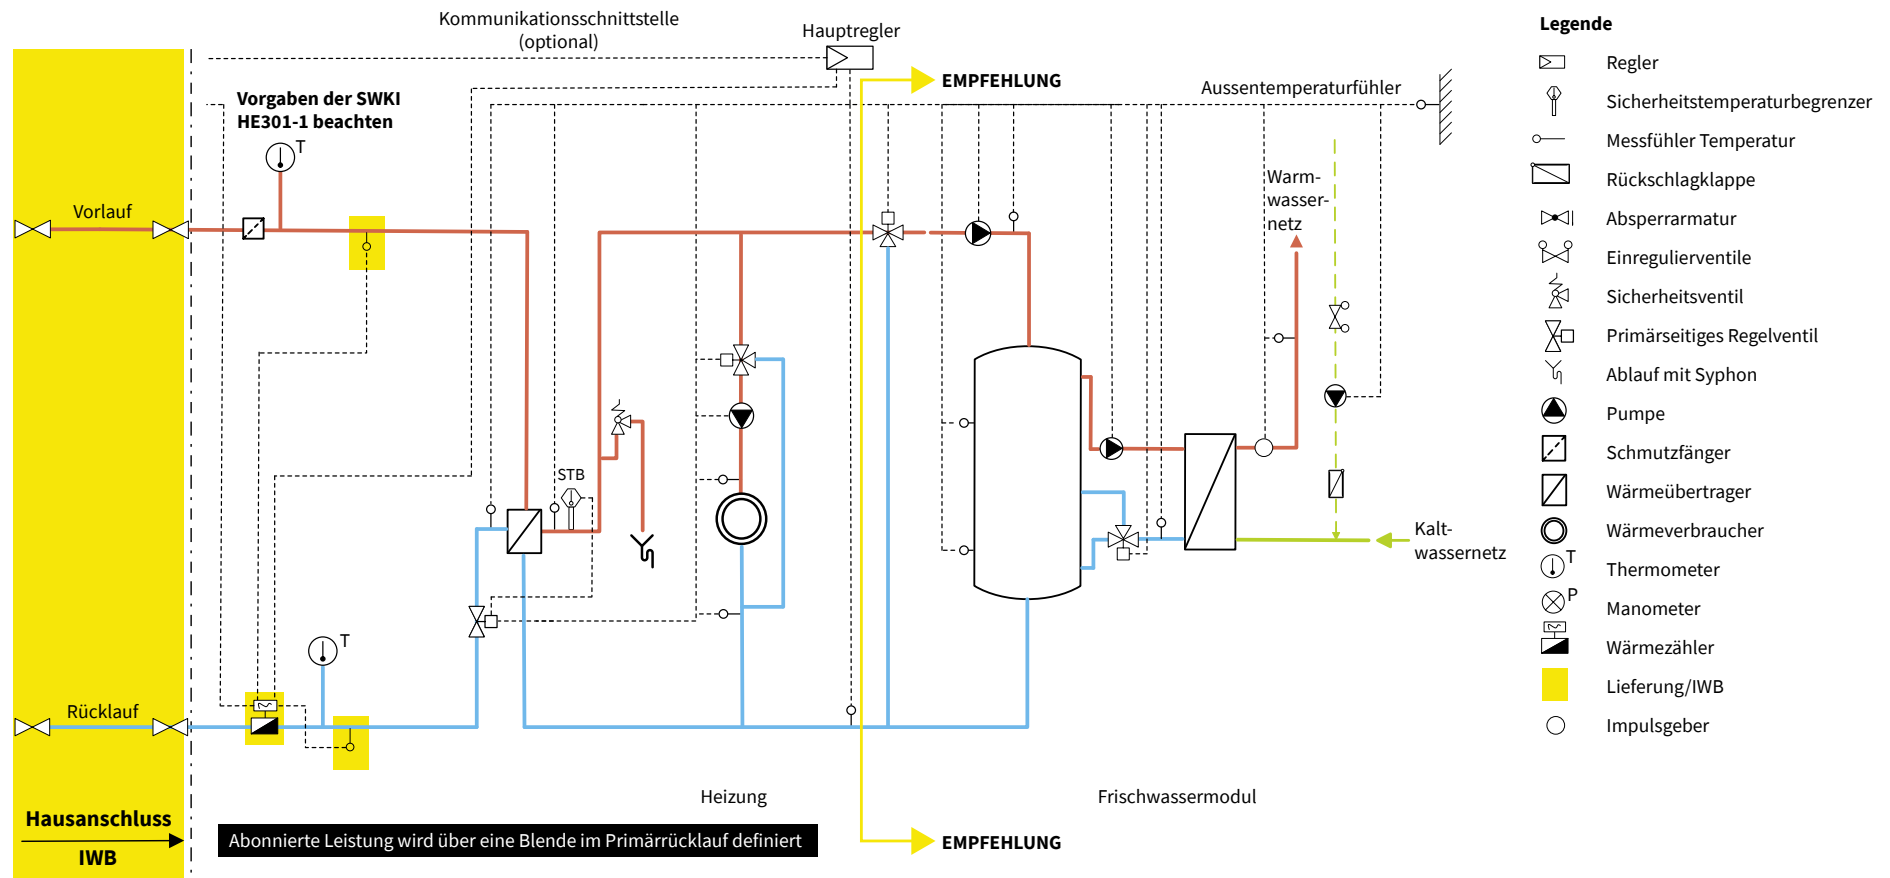 Kommunikationsschnittstelle
(optional)
Hauptregler
EMPFEHLUNG
Aussentemperaturfühler
Vorgaben der SWKI
HE301-1 beachten
T
Vorlauf
Warm-
wasser-
netz
STB
Kalt-
wassernetz
T
Rücklauf
Heizung
Frischwassermodul
Hausanschluss
IWB
Abonnierte Leistung wird über eine Blende im Primärrücklauf definiert
EMPFEHLUNG
Legende
Regler
Sicherheitstemperaturbegrenzer
Messfühler Temperatur
Rückschlagklappe
Absperrarmatur
Einregulierventile
Sicherheitsventil
Primärseitiges Regelventil
Ablauf mit Syphon
Pumpe
Schmutzfänger
Wärmeübertrager
Wärmeverbraucher
T
Thermometer
P
Manometer
Wärmezähler
Lieferung/IWB
Impulsgeber